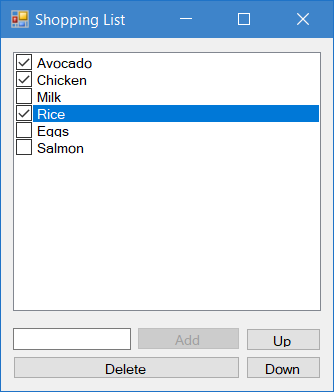 Shopping List
Avocado
Chicken
Milk
Rice
Eggs
Salmon
Add
Up
Delete
Down